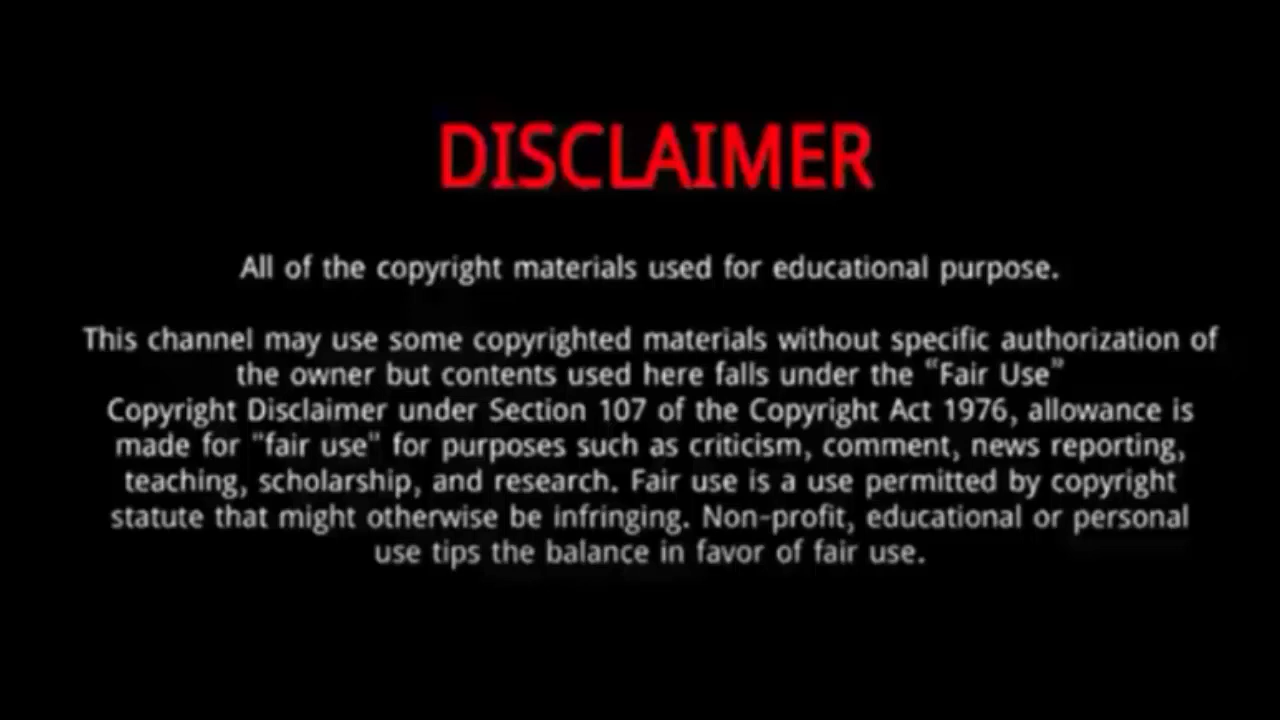 DISCLAIMER
All of the copyright materials used for educational purpose.
This channel may use some copyrighted materials without specific authorization of
the owner but contents used here falls under the “Fair Use”
Copyright Disclaimer under Section 107 of the Copyright Act 1976, allowance is
made for "fair use" for purposes such as criticism, comment, news reporting,
teaching, scholarship, and research. Fair use is a use permitted by copyright
statute that might otherwise be infringing. Non-profit, educational or personal
use tips the balance in favor of fair use.